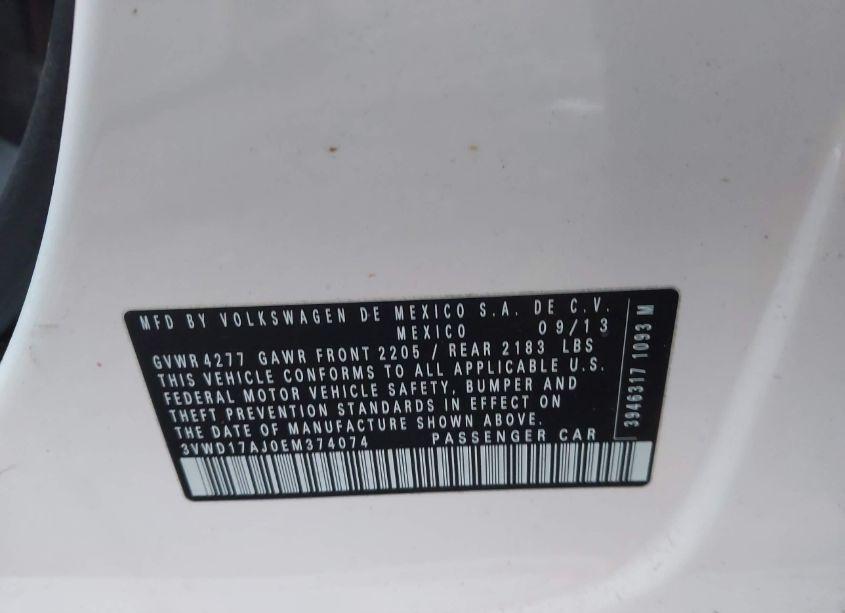 MFD BY VOLKSWAGEN DE MEXICO S.A. DE C.V.
MEXICO 09/13
GVWR 4277 GAWR FRONT 2205 / REAR 2183 LBS
THIS VEHICLE CONFORMS TO ALL APPLICABLE U.S.
FEDERAL MOTOR VEHICLE SAFETY, BUMPER AND
THEFT PREVENTION STANDARDS IN EFFECT ON
THE DATE OF MANUFACTURE SHOWN ABOVE.
3VWD17AJ0EM374074 PASSENGER CAR
3946317 1093 M